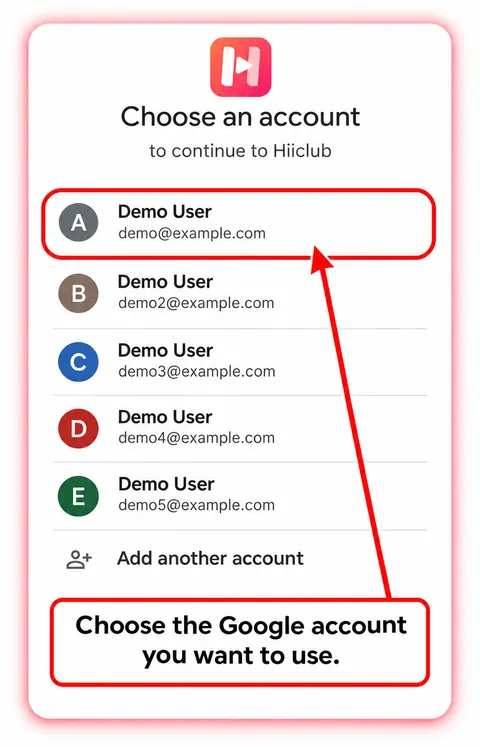 Choose an account
to continue to Hiiclub
A
Demo User
demo@example.com
B
Demo User
demo2@example.com
C
Demo User
demo3@example.com
D
Demo User
demo4@example.com
E
Demo User
demo5@example.com
Add another account
Choose the Google account
you want to use.